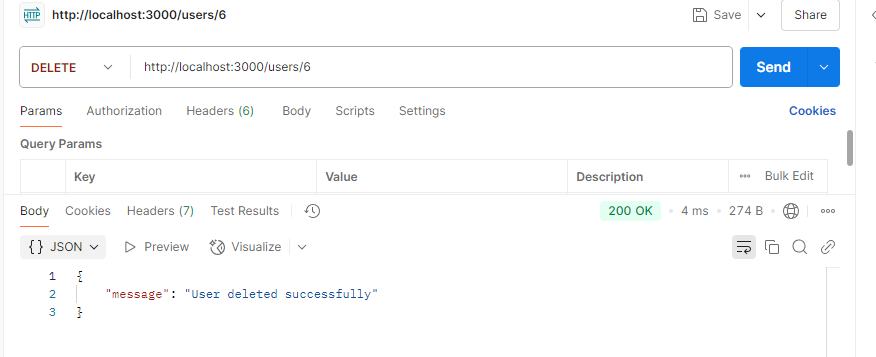 HTTP http://localhost:3000/users/6 Save Share
DELETE http://localhost:3000/users/6 Send
Params Authorization Headers (6) Body Scripts Settings Cookies
Query Params
Key Value Description Bulk Edit
Body Cookies Headers (7) Test Results 200 OK • 4 ms • 274 B
{} JSON Preview Visualize
1 {
2 "message": "User deleted successfully"
3 }